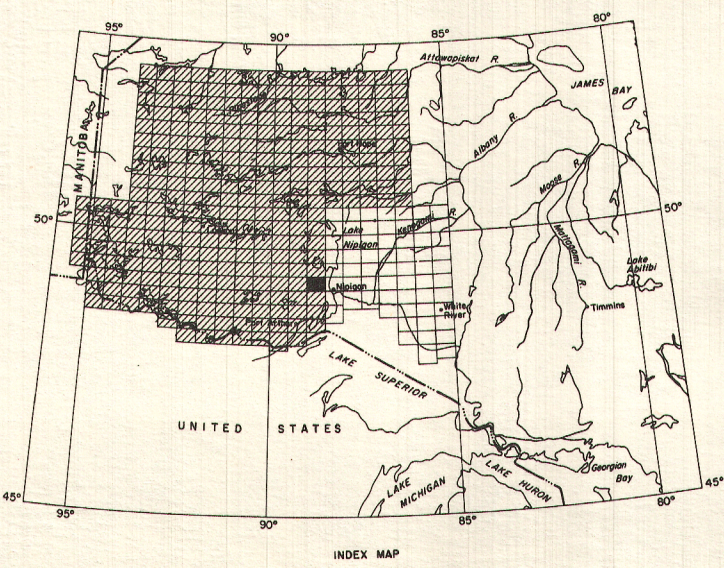 95°
90°
85°
80°
Attawapiskat R.
JAMES BAY
MANITOBA
Albany R.
Moose R.
50°
50°
Lake
Nipigon
Kenogami R.
Mattagami R.
Lake
Abitibi
Nipigon
White
River
Timmins
Port Arthur
LAKE SUPERIOR
UNITED STATES
LAKE
MICHIGAN
LAKE HURON
Georgian
Bay
45°
95°
90°
85°
80°
45°
INDEX MAP